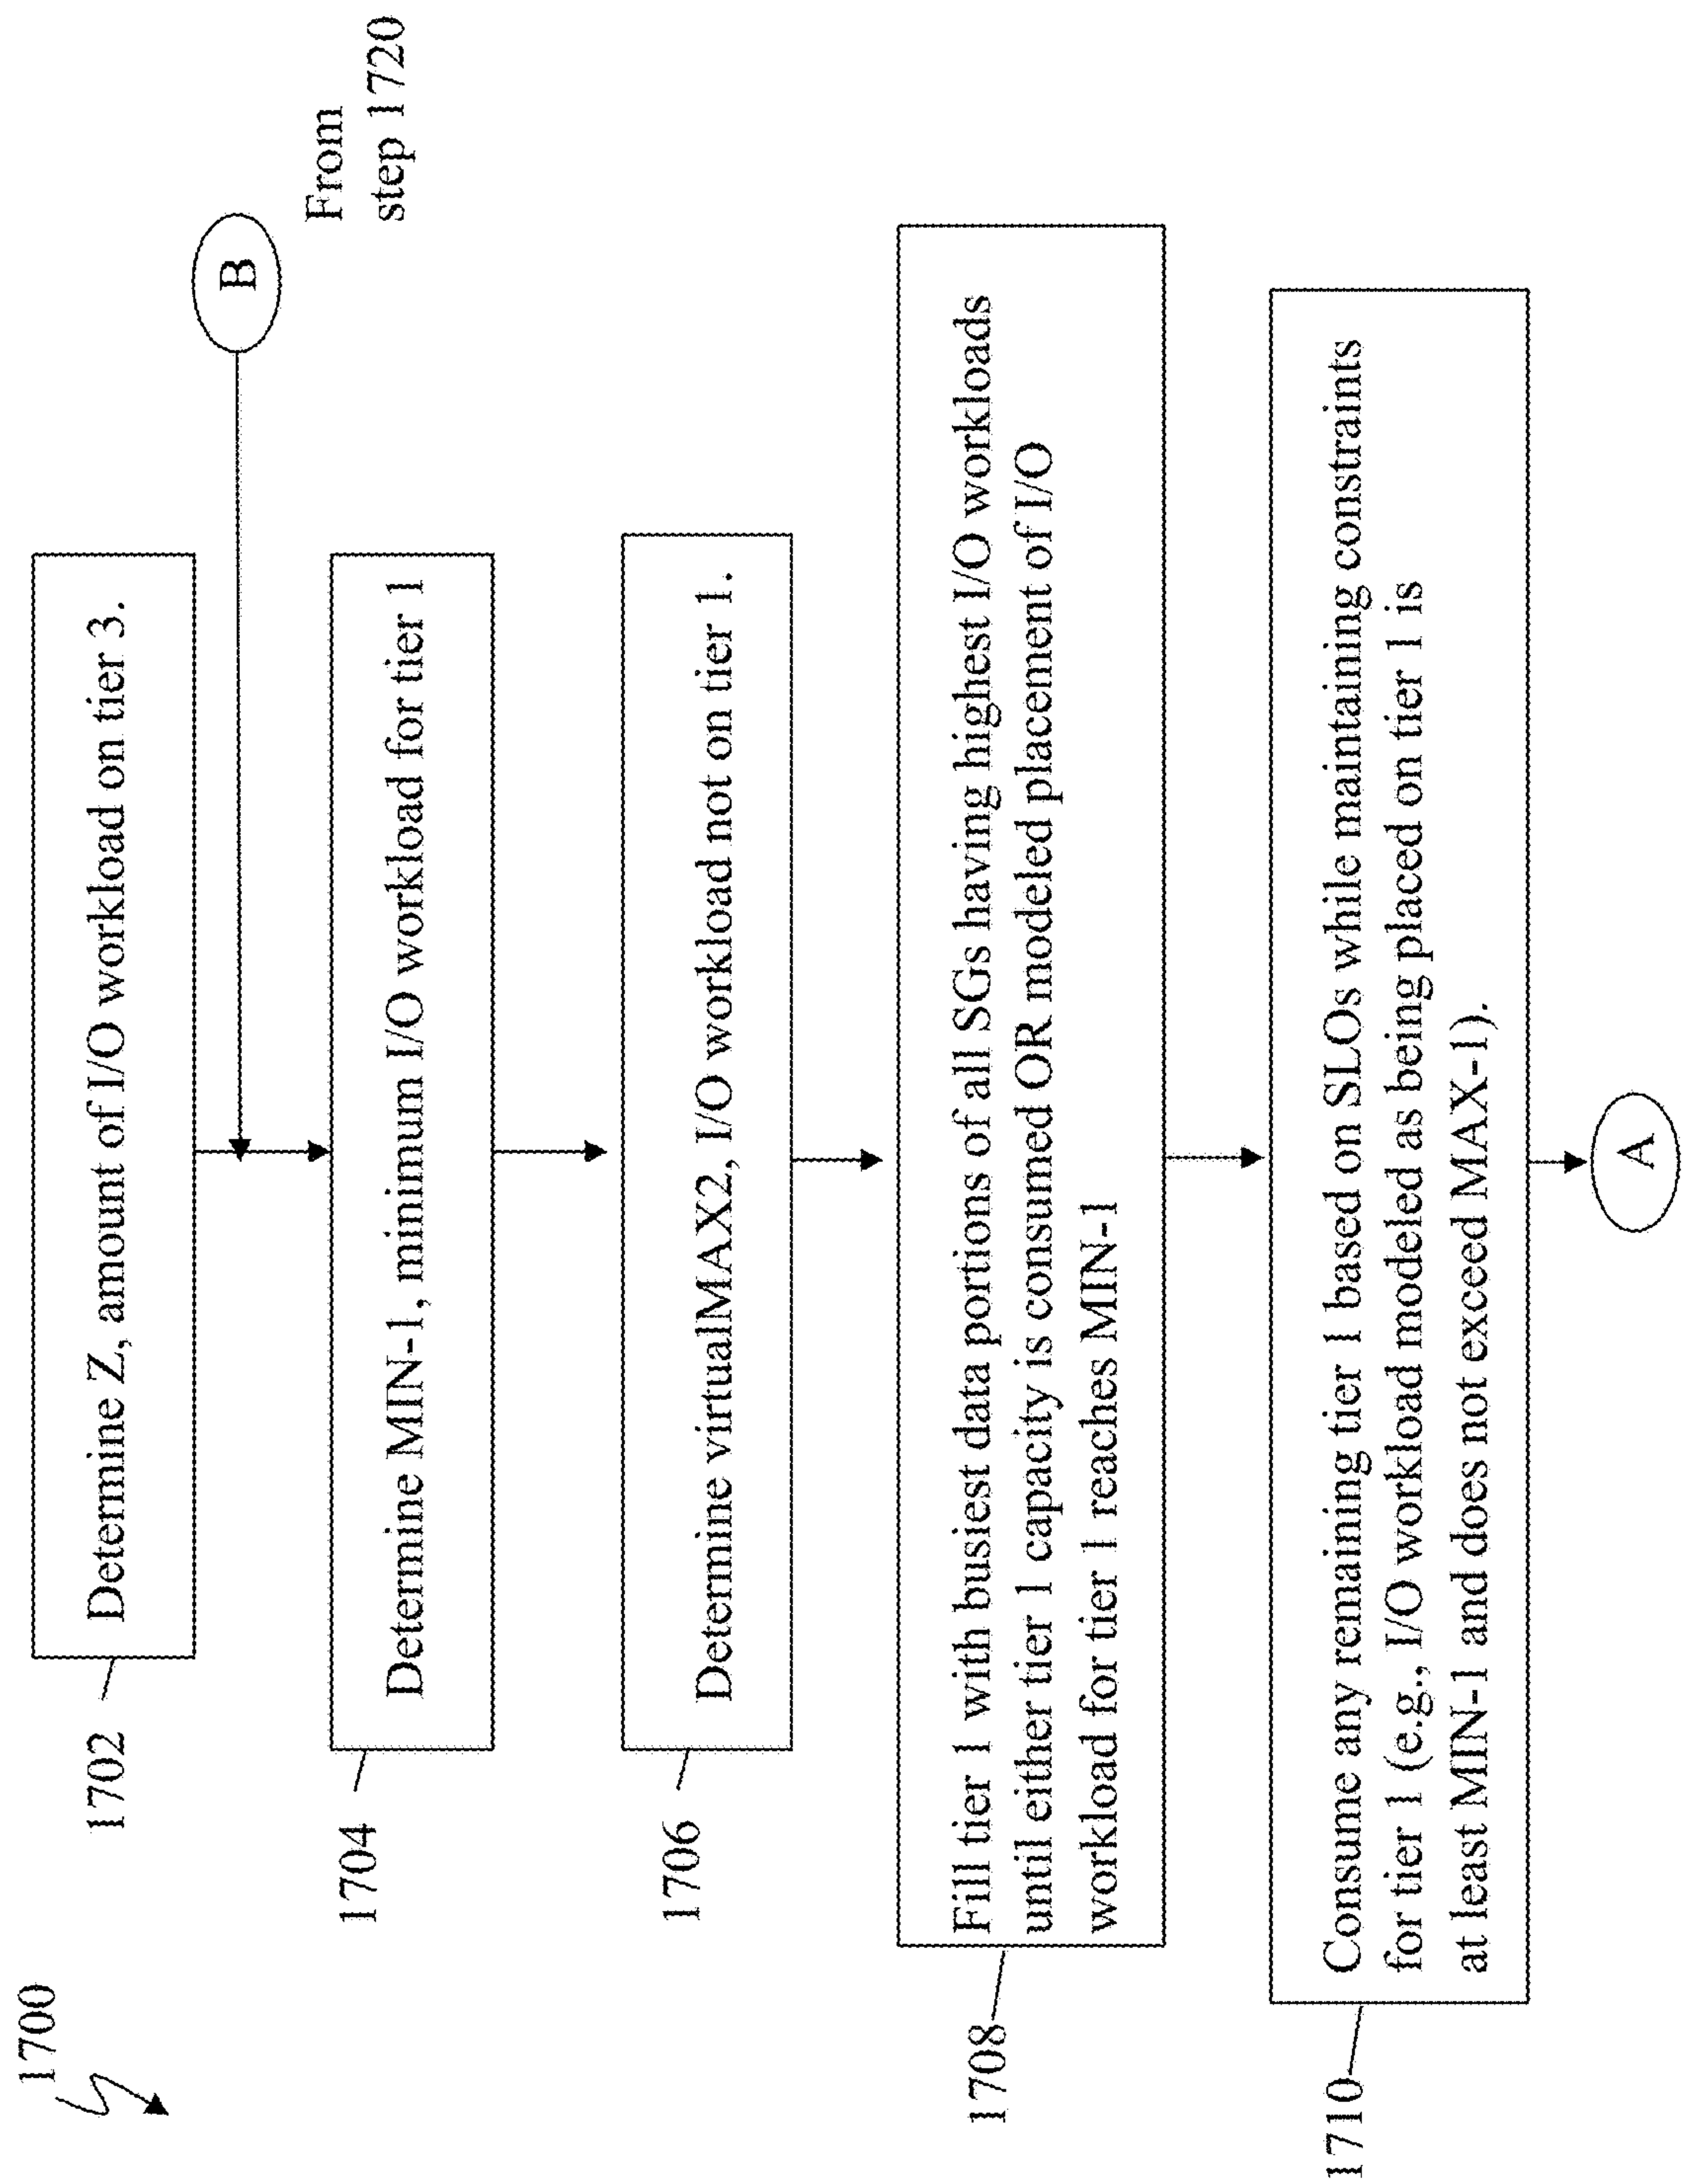 1700
1702
Determine Z, amount of I/O workload on tier 3.
B
From
step 1720
1704
Determine MIN-1, minimum I/O workload for tier 1
1706
Determine virtualMAX2, I/O workload not on tier 1.
1708
Fill tier 1 with busiest data portions of all SGs having highest I/O workloads
until either tier 1 capacity is consumed OR modeled placement of I/O
workload for tier 1 reaches MIN-1
1710
Consume any remaining tier 1 based on SLOs while maintaining constraints
for tier 1 (e.g., I/O workload modeled as being placed on tier 1 is
at least MIN-1 and does not exceed MAX-1).
A